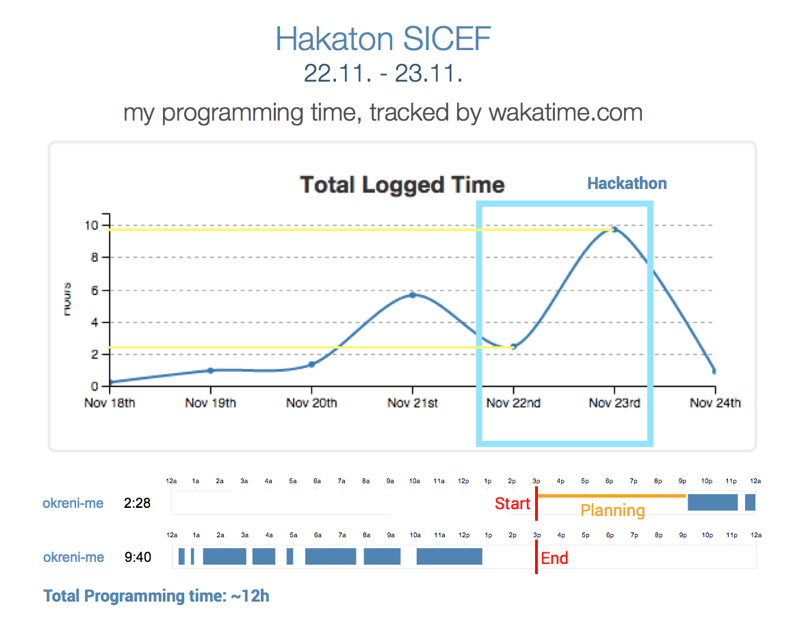 Hakaton SICEF
22.11. - 23.11.
my programming time, tracked by wakatime.com
Total Logged Time
Hackathon
10
8
6
4
2
0
Hours
Nov 18th Nov 19th Nov 20th Nov 21st Nov 22nd Nov 23rd Nov 24th
12a 1a 2a 3a 4a 5a 6a 7a 8a 9a 10a 11a 12p 1p 2p 3p 4p 5p 6p 7p 8p 9p 10p 11p 12a
okreni-me 2:28 Start Planning
12a 1a 2a 3a 4a 5a 6a 7a 8a 9a 10a 11a 12p 1p 2p 3p 4p 5p 6p 7p 8p 9p 10p 11p 12a
okreni-me 9:40 End
Total Programming time: ~12h